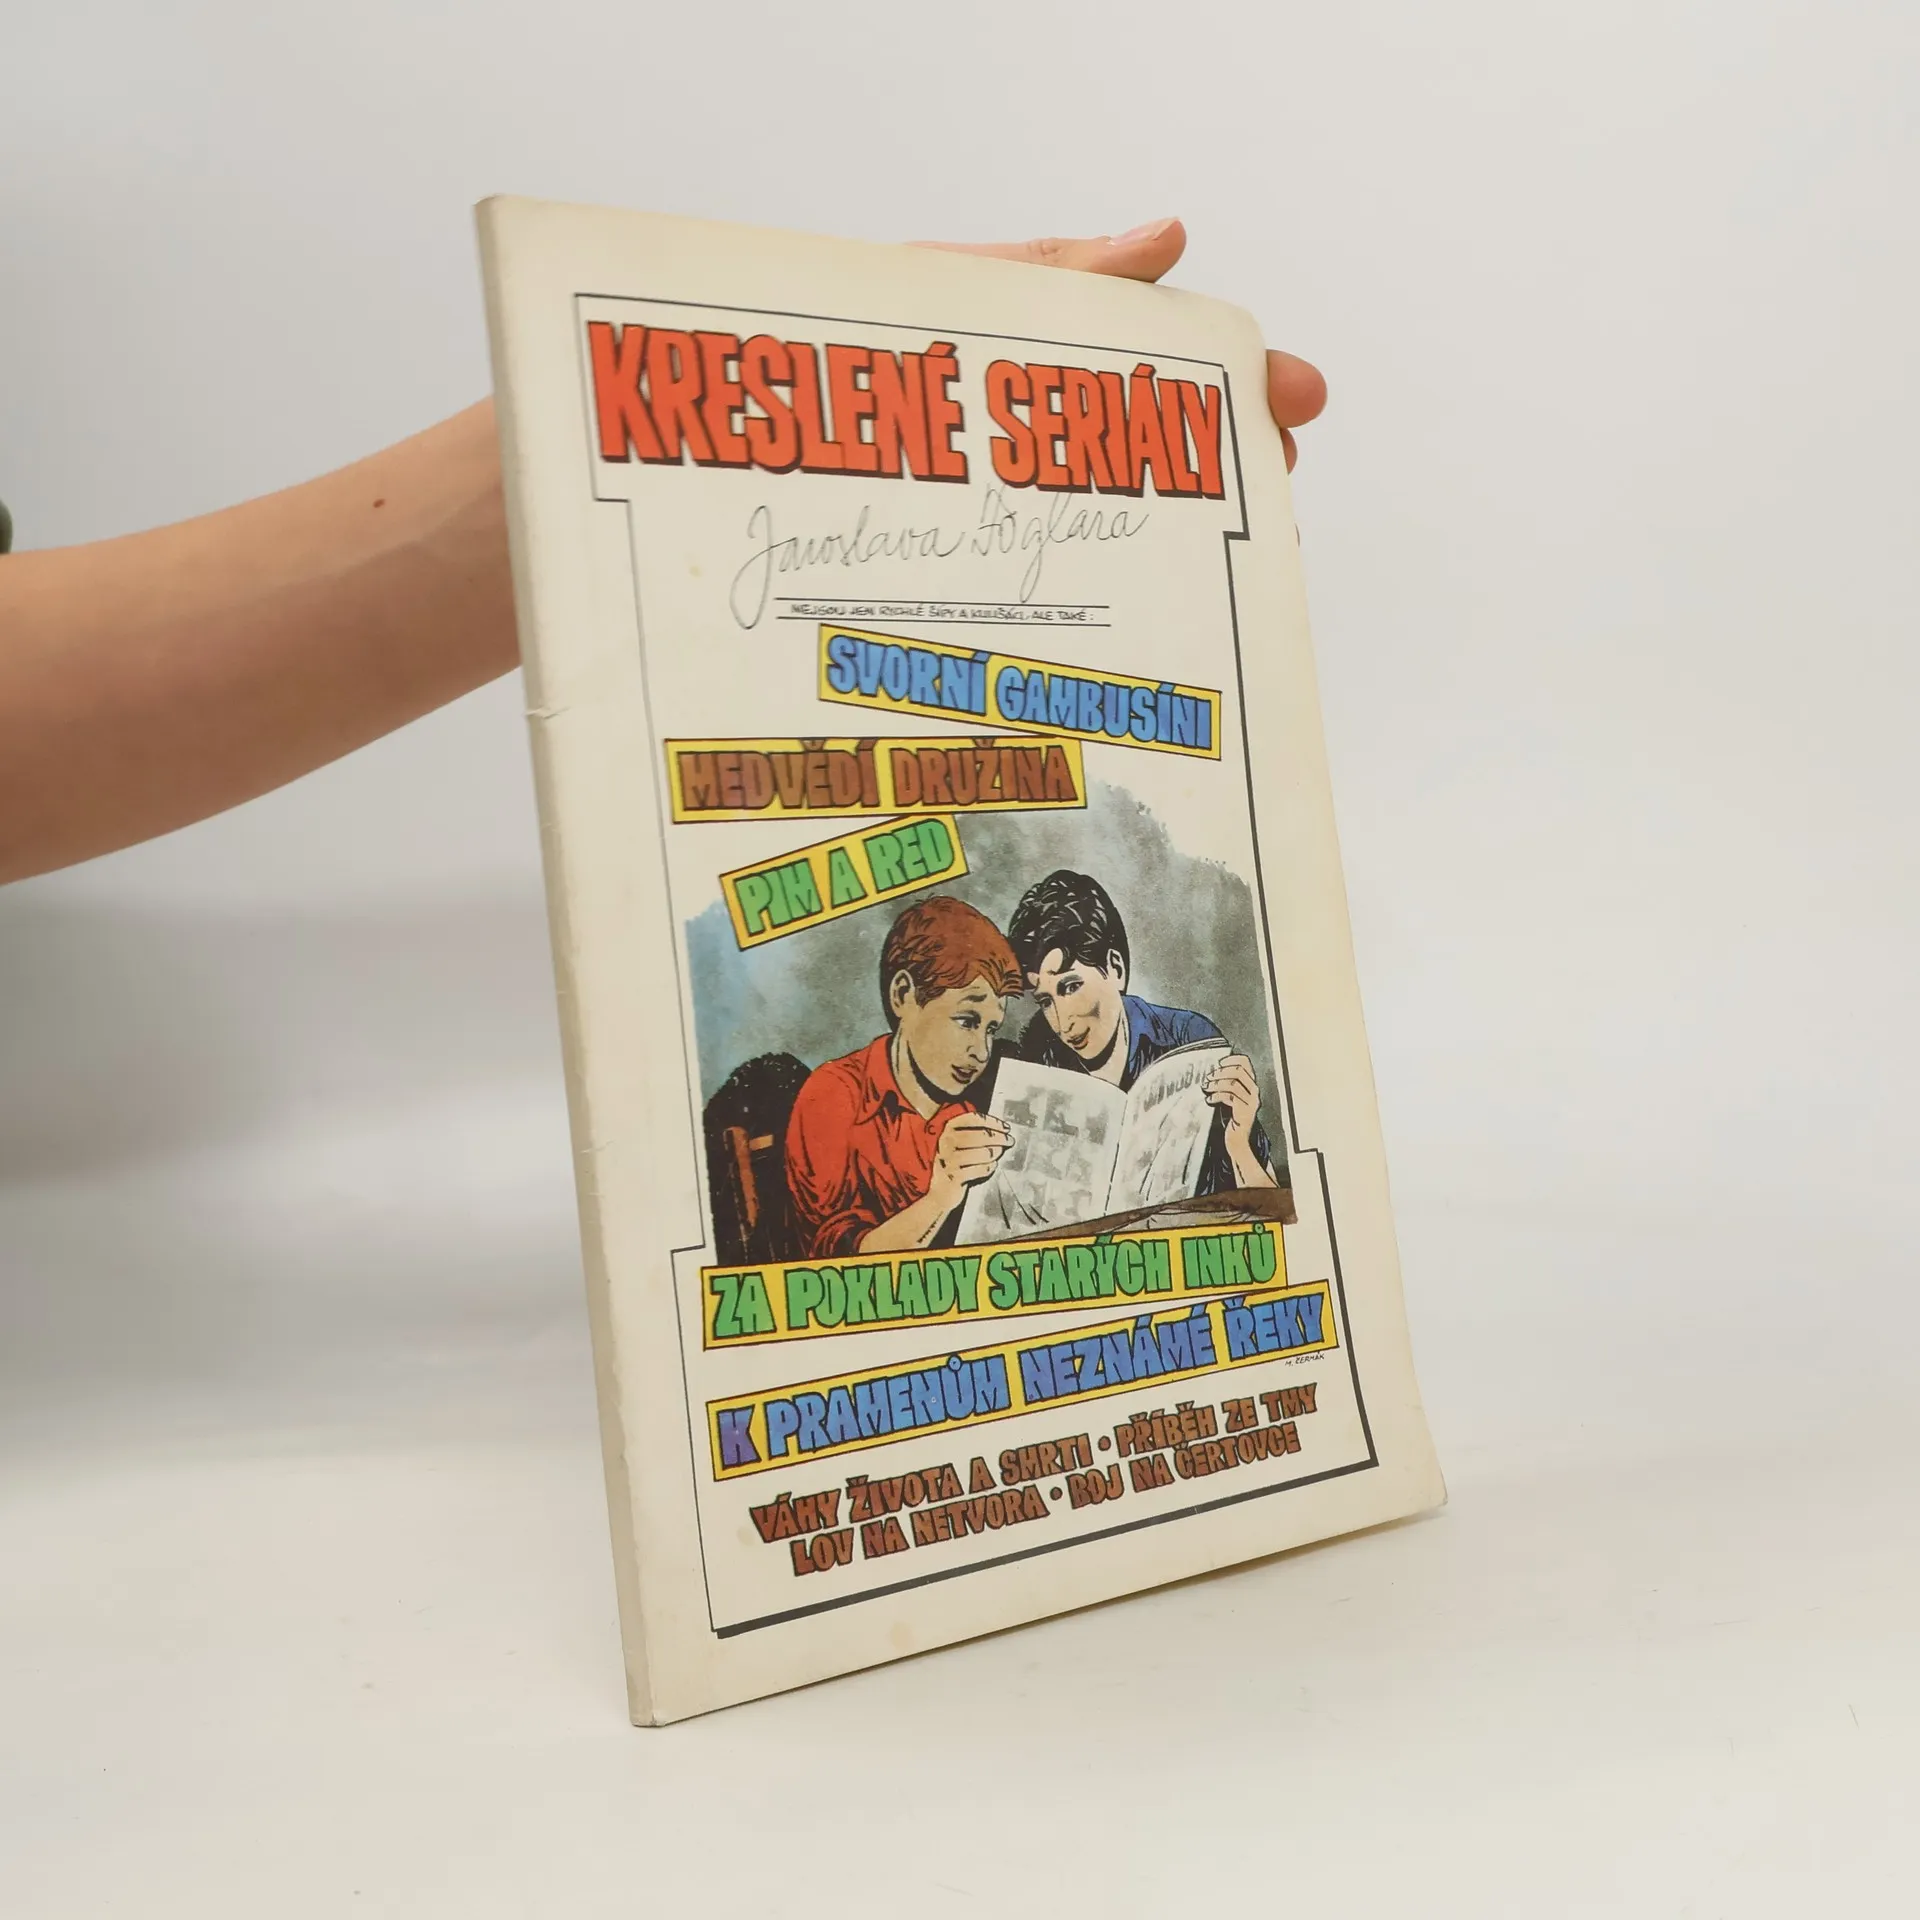 KRESLENÉ SERIÁLY
Jaroslava Foglara
NEJSOU JEN RYCHLÉ ŠÍPY A KULIŠÁCI, ALE TAKÉ:
SVORNÍ GAMBUSÍNI
MEDVĚDÍ DRUŽINA
PIM A RED
ZA POKLADY STARÝCH INKŮ
K PRAMENŮM NEZNÁMÉ ŘEKY
M. ČERMÁK
VÁHY ŽIVOTA A SMRTI • PŘÍBĚH ZE TMY
LOV NA NETVORA • BOJ NA ČERTOVCE